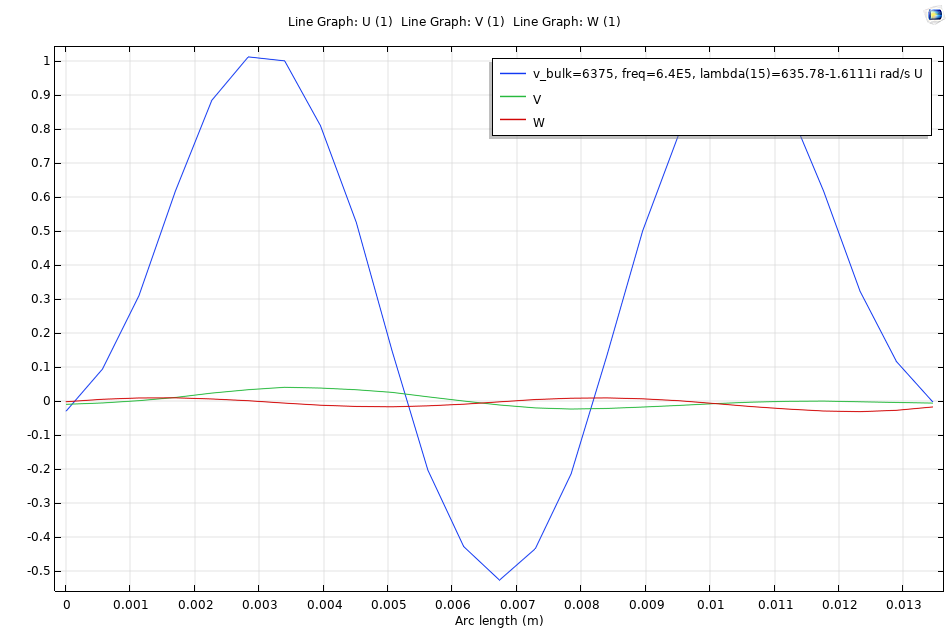 Line Graph: U (1)  Line Graph: V (1)  Line Graph: W (1)
v_bulk=6375, freq=6.4E5, lambda(15)=635.78-1.6111i rad/s U
V
W
1
0.9
0.8
0.7
0.6
0.5
0.4
0.3
0.2
0.1
0
-0.1
-0.2
-0.3
-0.4
-0.5
0 0.001 0.002 0.003 0.004 0.005 0.006 0.007 0.008 0.009 0.01 0.011 0.012 0.013
Arc length (m)